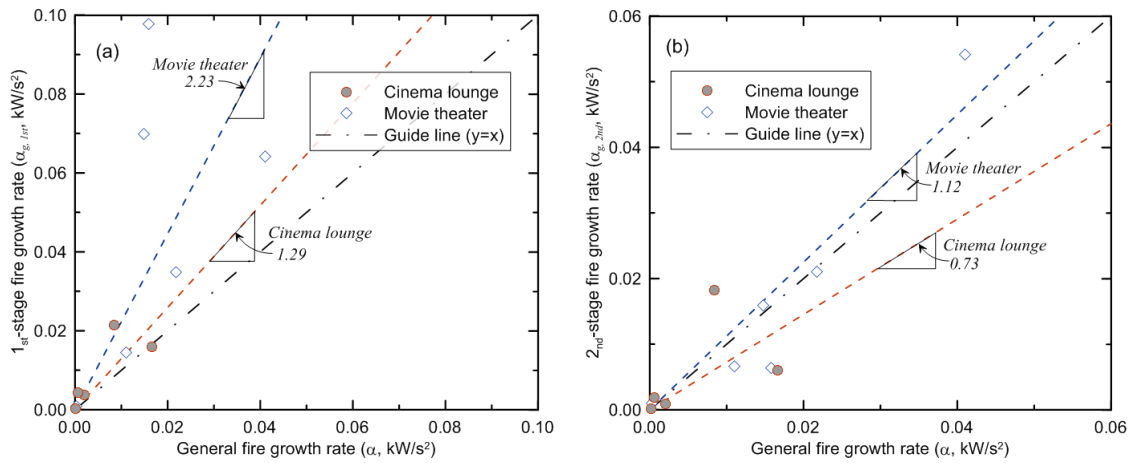 (a)
Movie theater
2.23
Cinema lounge
Movie theater
Guide line (y=x)
Cinema lounge
1.29
0.10
0.08
0.06
0.04
0.02
0.00
0.00 0.02 0.04 0.06 0.08 0.10
1st-stage fire growth rate (αg, 1st, kW/s²)
General fire growth rate (α, kW/s²)
(b)
Cinema lounge
Movie theater
Guide line (y=x)
Movie theater
1.12
Cinema lounge
0.73
0.06
0.04
0.02
0.00
0.00 0.02 0.04 0.06
2nd-stage fire growth rate (αg, 2nd, kW/s²)
General fire growth rate (α, kW/s²)